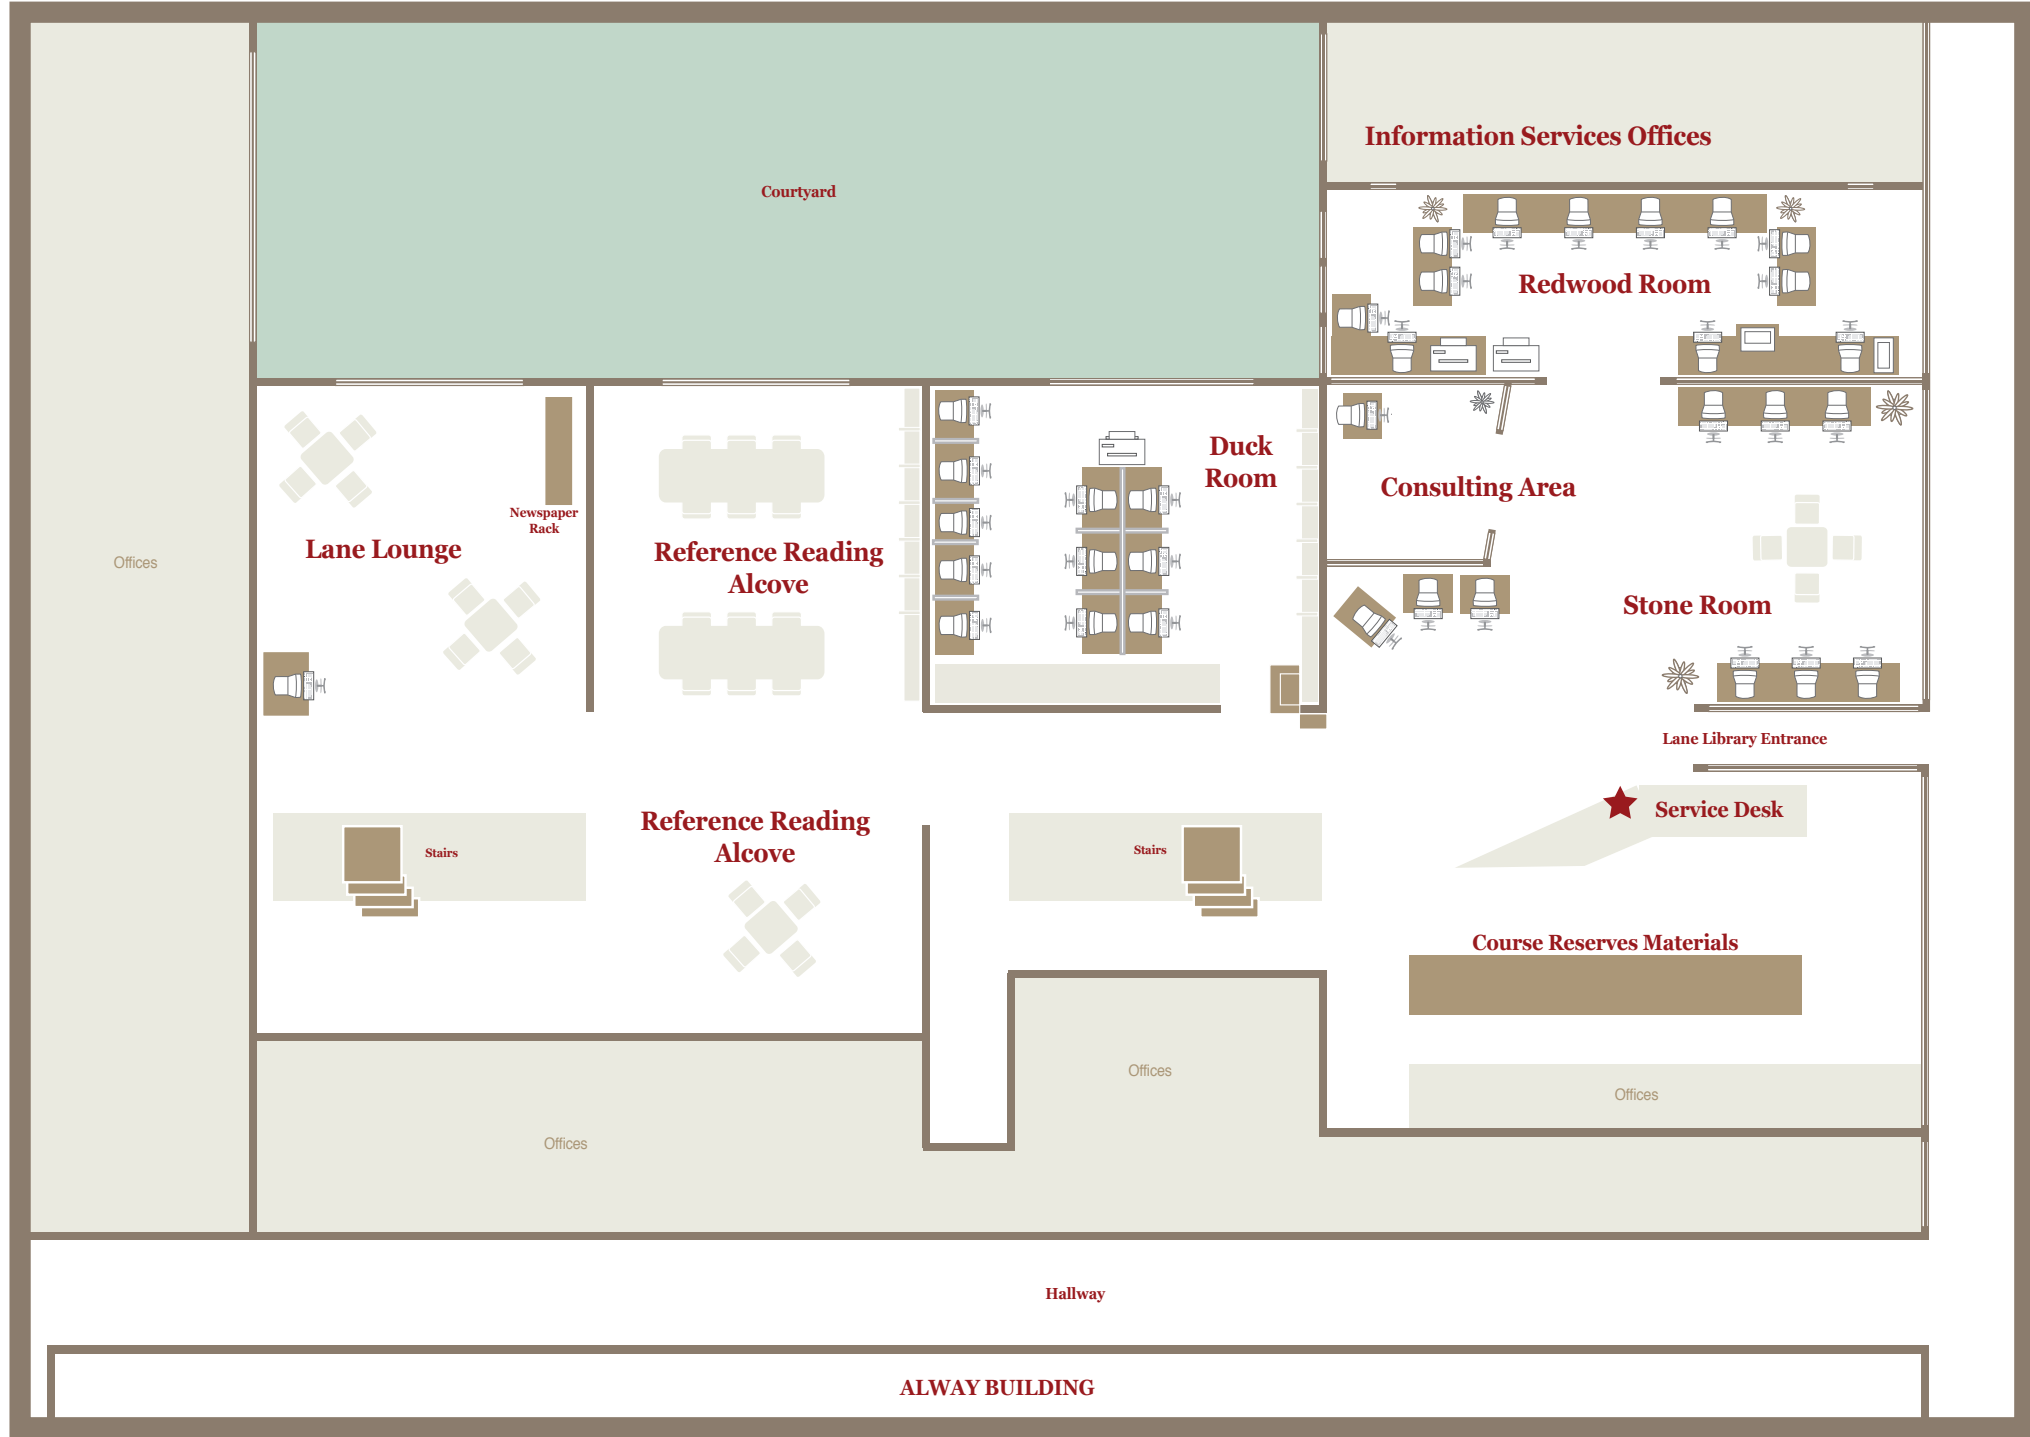 Information Services Offices
Courtyard
Redwood Room
Duck
Room
Consulting Area
Newspaper
Rack
Lane Lounge
Reference Reading
Alcove
Offices
Stone Room
Lane Library Entrance
Service Desk
Reference Reading
Alcove
Stairs
Stairs
Course Reserves Materials
Offices
Offices
Offices
Hallway
ALWAY BUILDING